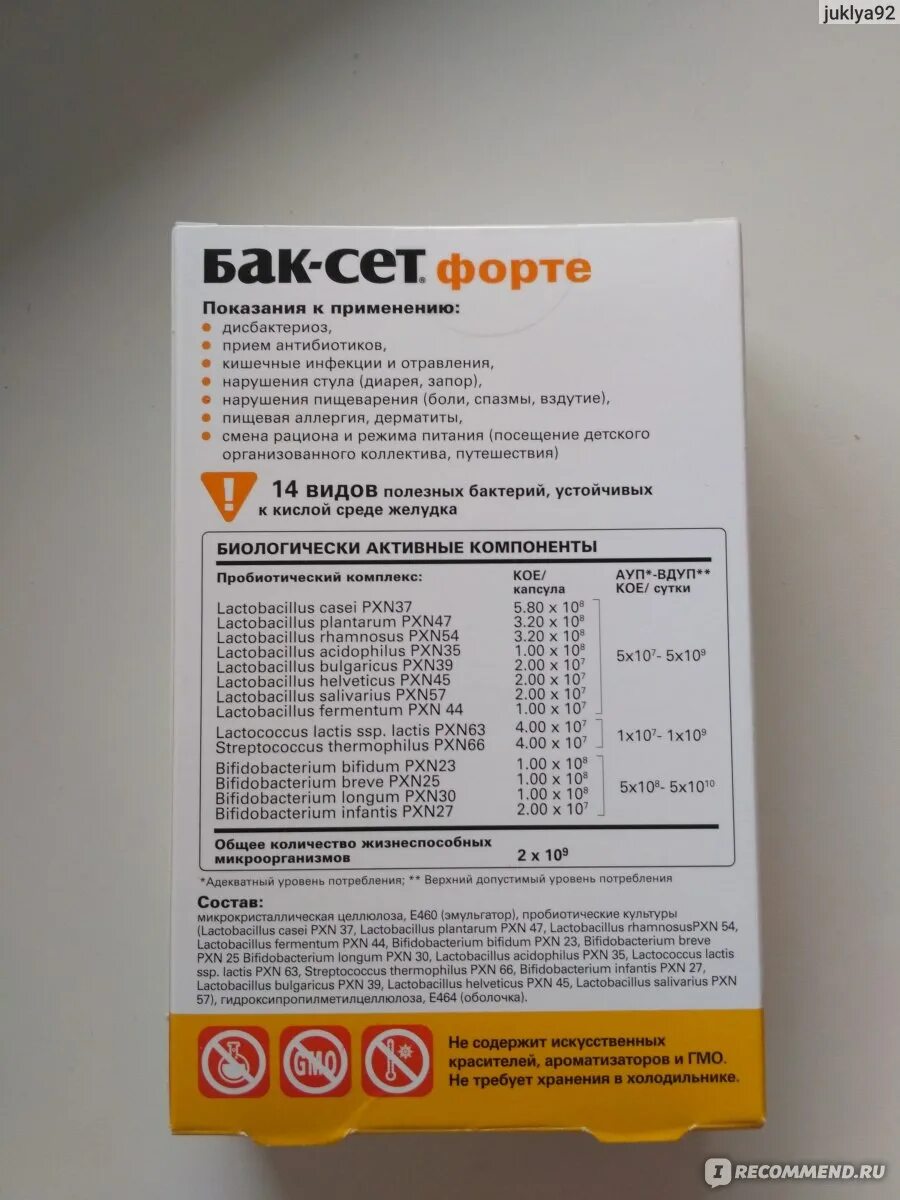 juklya92
Бак-сет® форте
Показания к применению:
дисбактериоз,
прием антибиотиков,
кишечные инфекции и отравления,
нарушения стула (диарея, запор),
нарушения пищеварения (боли, спазмы, вздутие),
пищевая аллергия, дерматиты,
смена рациона и режима питания (посещение детского
организованного коллектива, путешествия)
! 14 ВИДОВ полезных бактерий, устойчивых
к кислой среде желудка
БИОЛОГИЧЕСКИ АКТИВНЫЕ КОМПОНЕНТЫ
Пробиотический комплекс: КОЕ/ капсула АУП*-ВДУП** КОЕ/ сутки
Lactobacillus casei PXN37 5.80 x 10⁸
Lactobacillus plantarum PXN47 3.20 x 10⁸
Lactobacillus rhamnosus PXN54 3.20 x 10⁸
Lactobacillus acidophilus PXN35 1.00 x 10⁸ 5x10⁷- 5x10⁹
Lactobacillus bulgaricus PXN39 2.00 x 10⁷
Lactobacillus helveticus PXN45 2.00 x 10⁷
Lactobacillus salivarius PXN57 2.00 x 10⁷
Lactobacillus fermentum PXN 44 1.00 x 10⁷
Lactococcus lactis ssp. lactis PXN63 4.00 x 10⁷ 1x10⁷- 1x10⁹
Streptococcus thermophilus PXN66 4.00 x 10⁷
Bifidobacterium bifidum PXN23 1.00 x 10⁸
Bifidobacterium breve PXN25 1.00 x 10⁸ 5x10⁸- 5x10¹⁰
Bifidobacterium longum PXN30 1.00 x 10⁸
Bifidobacterium infantis PXN27 2.00 x 10⁷
Общее количество жизнеспособных
микроорганизмов 2 x 10⁹
*Адекватный уровень потребления; ** Верхний допустимый уровень потребления
Состав:
микрокристаллическая целлюлоза, Е460 (эмульгатор), пробиотические культуры
(Lactobacillus casei PXN 37, Lactobacillus plantarum PXN 47, Lactobacillus rhamnosusPXN 54,
Lactobacillus fermentum PXN 44, Bifidobacterium bifidum PXN 23, Bifidobacterium breve
PXN 25 Bifidobacterium longum PXN 30, Lactobacillus acidophilus PXN 35, Lactococcus lactis
ssp. lactis PXN 63, Streptococcus thermophilus PXN 66, Bifidobacterium infantis PXN 27,
Lactobacillus bulgaricus PXN 39, Lactobacillus helveticus PXN 45, Lactobacillus salivarius PXN
57), гидроксипропилметилцеллюлоза, Е464 (оболочка).
GMO
Не содержит искусственных
красителей, ароматизаторов и ГМО.
Не требует хранения в холодильнике.
I RECOMMEND.RU